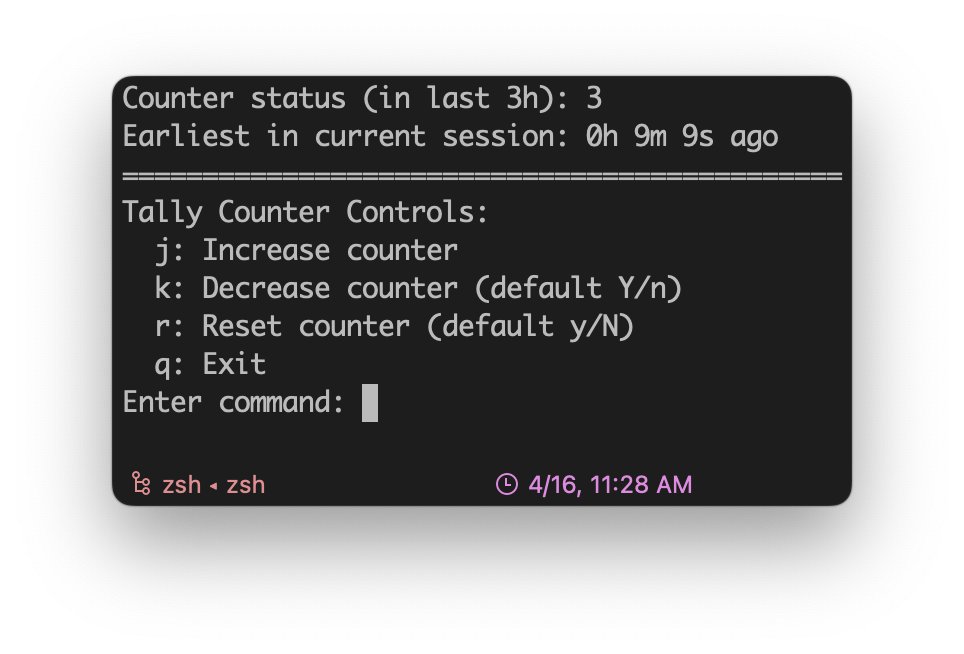 Counter status (in last 3h): 3
Earliest in current session: 0h 9m 9s ago
=============================================
Tally Counter Controls:
  j: Increase counter
  k: Decrease counter (default Y/n)
  r: Reset counter (default y/N)
  q: Exit
Enter command:
zsh ◂ zsh
4/16, 11:28 AM